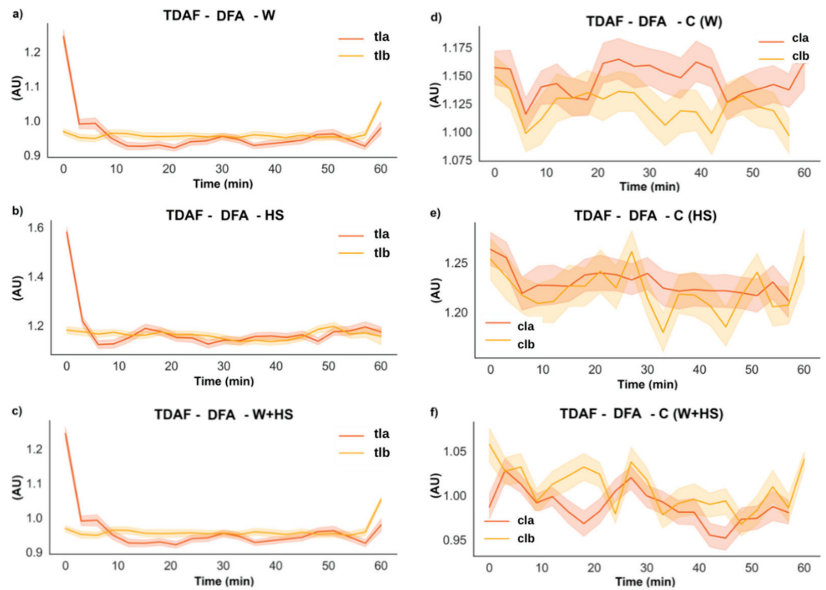 a) TDAF - DFA - W
tla
tlb
1.2
1.1
1.0
0.9
(AU)
0 10 20 30 40 50 60
Time (min)
d) TDAF - DFA - C (W)
cla
clb
1.175
1.150
1.125
1.100
1.075
(AU)
0 10 20 30 40 50 60
Time (min)
b) TDAF - DFA - HS
tla
tlb
1.6
1.4
1.2
(AU)
0 10 20 30 40 50 60
Time (min)
e) TDAF - DFA - C (HS)
1.25
1.20
(AU)
cla
clb
0 10 20 30 40 50 60
Time (min)
c) TDAF - DFA - W+HS
tla
tlb
1.2
1.0
0.9
(AU)
0 10 20 30 40 50 60
Time (min)
f) TDAF - DFA - C (W+HS)
1.05
1.00
0.95
(AU)
cla
clb
0 10 20 30 40 50 60
Time (min)